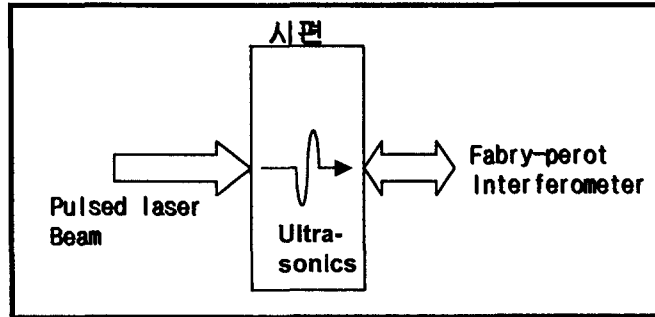 시편
Pulsed laser
Beam
Ultra-
sonics
Fabry-perot
Interferometer